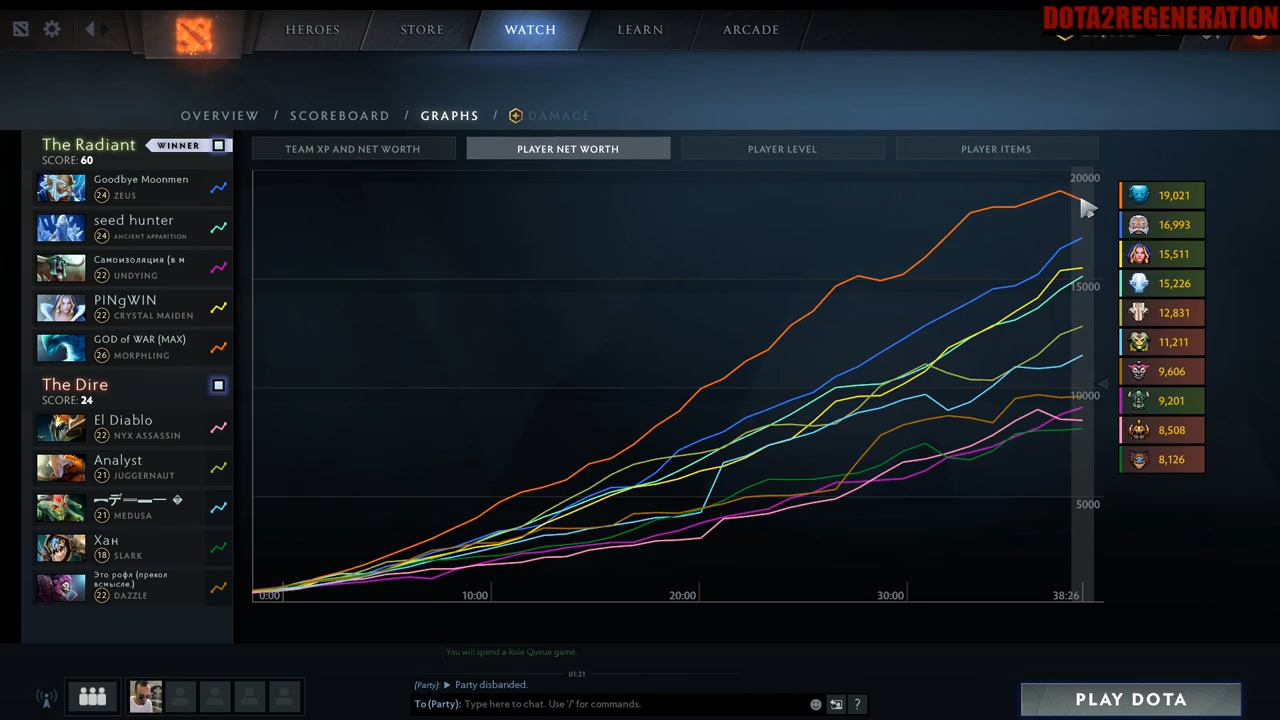 DOTA2REGENERATION
HEROES STORE WATCH LEARN ARCADE
OVERVIEW / SCOREBOARD / GRAPHS / DAMAGE
The Radiant WINNER
SCORE: 60
Goodbye Moonmen
24 ZEUS
seed hunter
24 ANCIENT APPARITION
Самоизоляция (в м
22 UNDYING
PINgWIN
22 CRYSTAL MAIDEN
GOD of WAR (MAX)
26 MORPHLING
The Dire
SCORE: 24
El Diablo
22 NYX ASSASSIN
Analyst
21 JUGGERNAUT
21 MEDUSA
Хан
18 SLARK
Это рофл (прекол
всмысле.)
22 DAZZLE
TEAM XP AND NET WORTH PLAYER NET WORTH PLAYER LEVEL PLAYER ITEMS
20000
15000
10000
5000
0:00 10:00 20:00 30:00 38:26
19,021
16,993
15,511
15,226
12,831
11,211
9,606
9,201
8,508
8,126
You will spend a Role Queue game.
01:21
(Party): Party disbanded.
To (Party): Type here to chat. Use '/' for commands. ?
PLAY DOTA